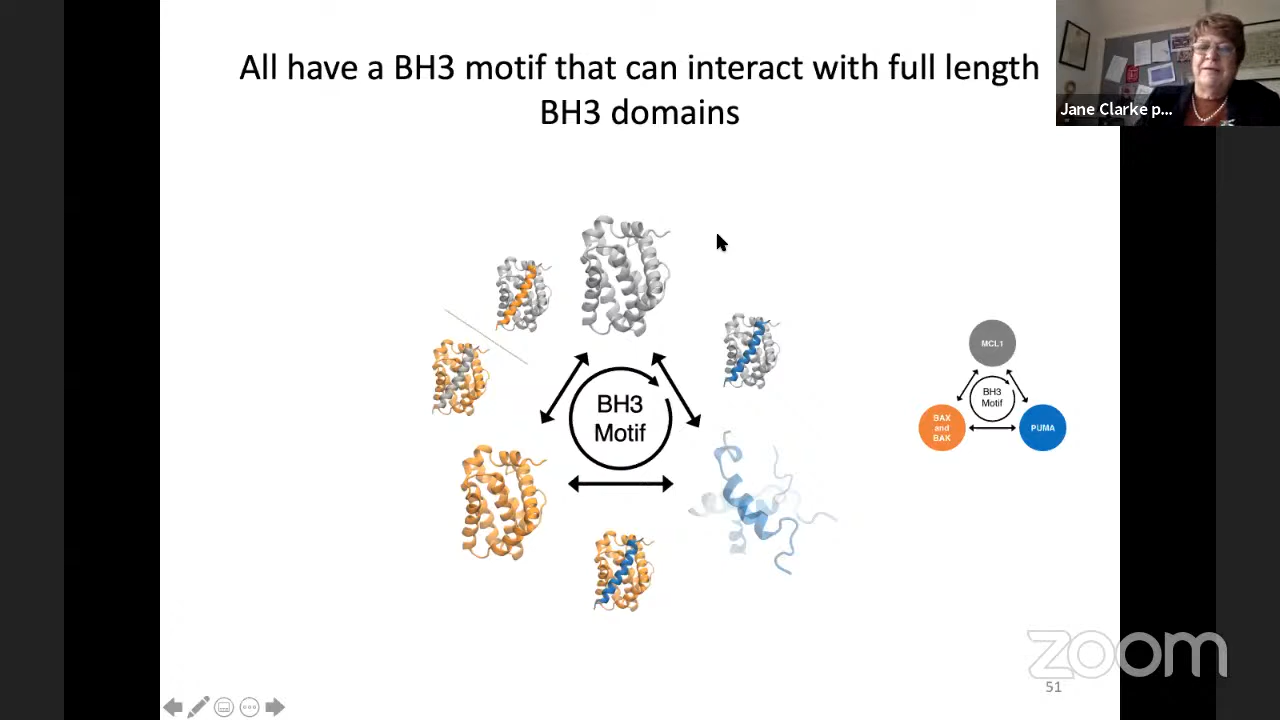 All have a BH3 motif that can interact with full length
BH3 domains
Jane Clarke p...
BH3
Motif
MCL1
BH3
Motif
BAX
and
BAK
PUMA
zoom
51